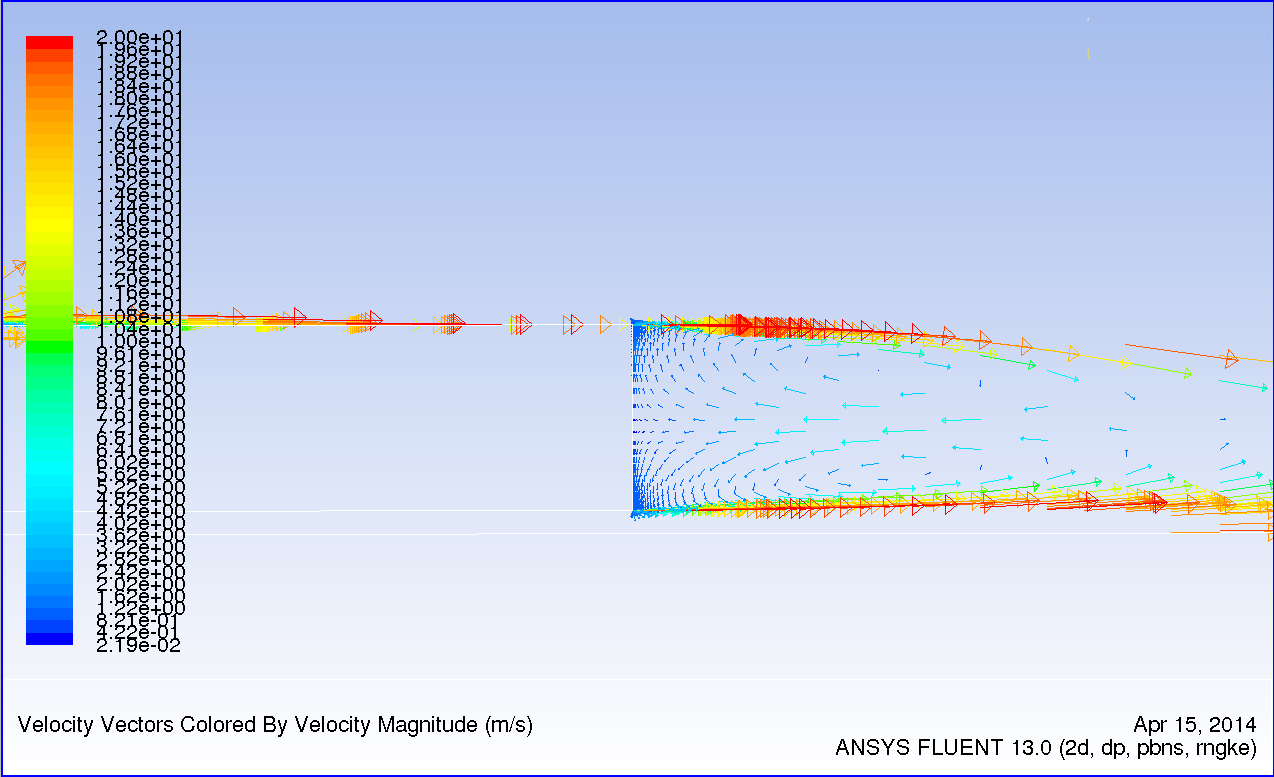 2.00e+01
1.96e+01
1.92e+01
1.88e+01
1.84e+01
1.80e+01
1.76e+01
1.72e+01
1.68e+01
1.64e+01
1.60e+01
1.56e+01
1.52e+01
1.48e+01
1.44e+01
1.40e+01
1.36e+01
1.32e+01
1.28e+01
1.24e+01
1.20e+01
1.16e+01
1.12e+01
1.08e+01
1.04e+01
1.00e+01
9.61e+00
9.21e+00
8.81e+00
8.41e+00
8.01e+00
7.61e+00
7.21e+00
6.81e+00
6.41e+00
6.02e+00
5.62e+00
5.22e+00
4.82e+00
4.42e+00
4.02e+00
3.62e+00
3.22e+00
2.82e+00
2.42e+00
2.02e+00
1.62e+00
1.22e+00
8.21e-01
4.22e-01
2.19e-02
Velocity Vectors Colored By Velocity Magnitude (m/s)
Apr 15, 2014
ANSYS FLUENT 13.0 (2d, dp, pbns, rngke)